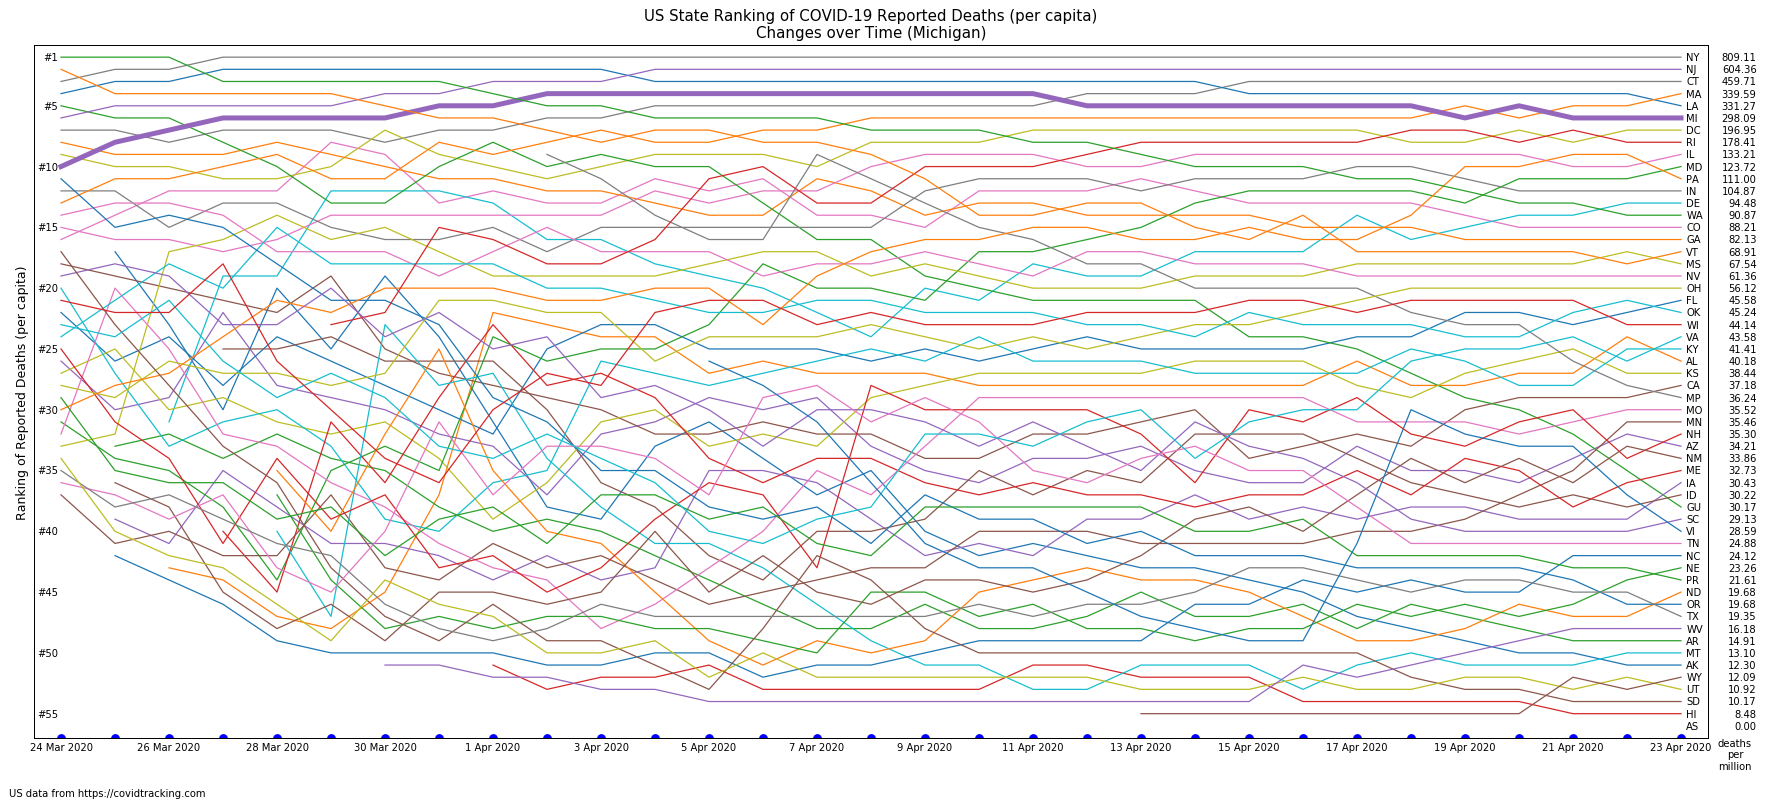 US State Ranking of COVID-19 Reported Deaths (per capita)
Changes over Time (Michigan)
Ranking of Reported Deaths (per capita)
#1
#5
#10
#15
#20
#25
#30
#35
#40
#45
#50
#55
NY 809.11
NJ 604.36
CT 459.71
MA 339.59
LA 331.27
MI 298.09
DC 196.95
RI 178.41
IL 133.21
MD 123.72
PA 111.00
IN 104.87
DE 94.48
WA 90.87
CO 88.21
GA 82.13
VT 68.91
MS 67.54
NV 61.36
OH 56.12
FL 45.58
OK 45.24
WI 44.14
VA 43.58
KY 41.41
AL 40.18
KS 38.44
CA 37.18
MP 36.24
MO 35.52
MN 35.46
NH 35.30
AZ 34.21
NM 33.86
ME 32.73
IA 30.43
ID 30.22
GU 30.17
SC 29.13
VI 28.59
TN 24.88
NC 24.12
NE 23.26
PR 21.61
ND 19.68
OR 19.68
TX 19.35
WV 16.18
AR 14.91
MT 13.10
AK 12.30
WY 12.09
UT 10.92
SD 10.17
HI 8.48
AS 0.00
24 Mar 2020 26 Mar 2020 28 Mar 2020 30 Mar 2020 1 Apr 2020 3 Apr 2020 5 Apr 2020 7 Apr 2020 9 Apr 2020 11 Apr 2020 13 Apr 2020 15 Apr 2020 17 Apr 2020 19 Apr 2020 21 Apr 2020 23 Apr 2020
deaths
per
million
US data from https://covidtracking.com